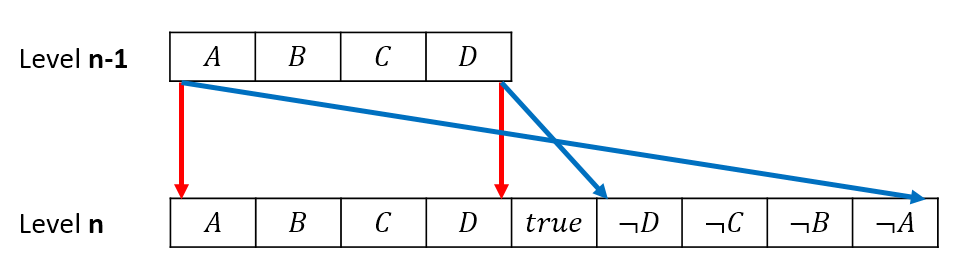 Level n-1 A B C D
Level n A B C D true ¬D ¬C ¬B ¬A